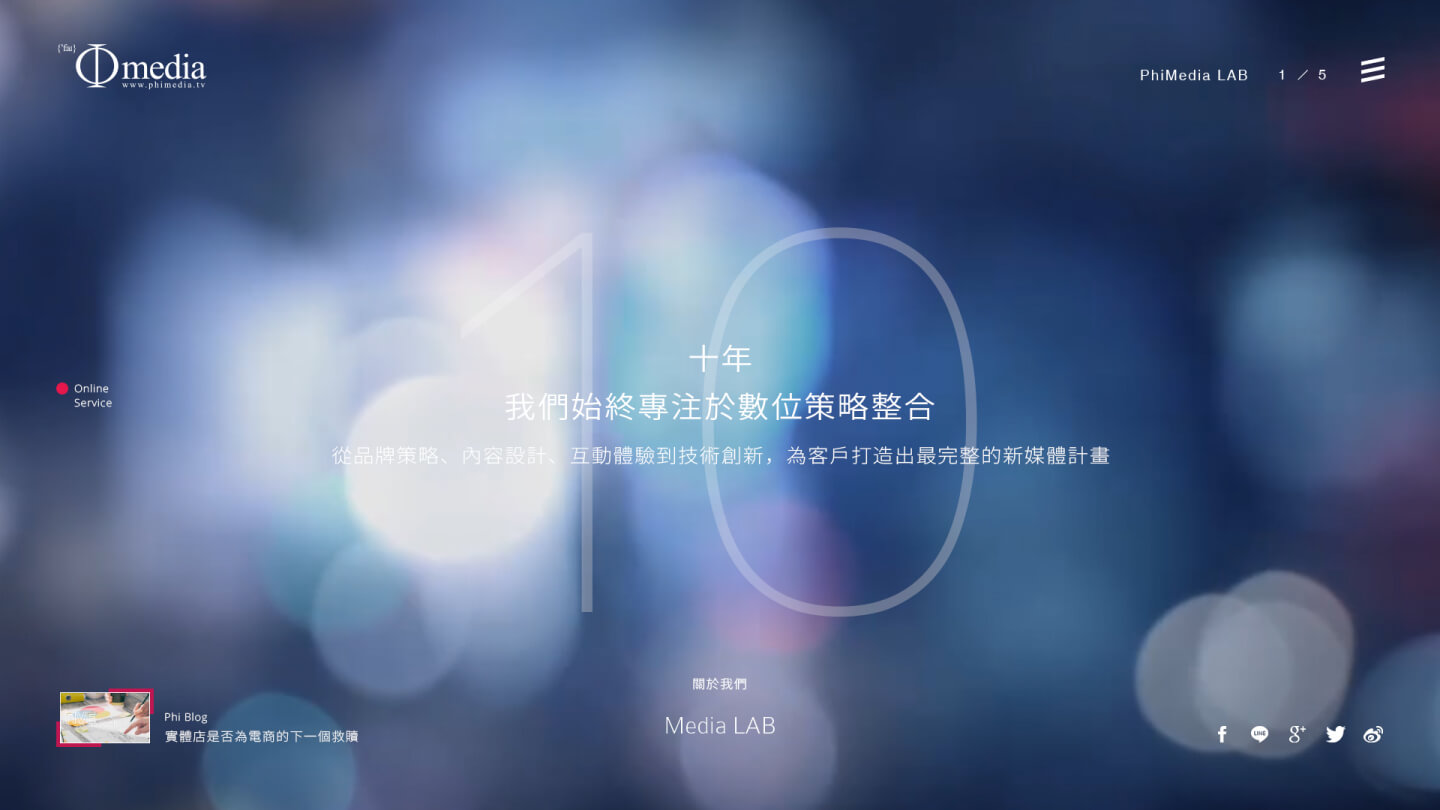 {'faı}
Φmedia
www.phimedia.tv
PhiMedia LAB 1 / 5
10
十年
我們始終專注於數位策略整合
從品牌策略、內容設計、互動體驗到技術創新，為客戶打造出最完整的新媒體計畫
Online
Service
關於我們
Media LAB
Phi Blog
實體店是否為電商的下一個救贖
f
LINE
g+